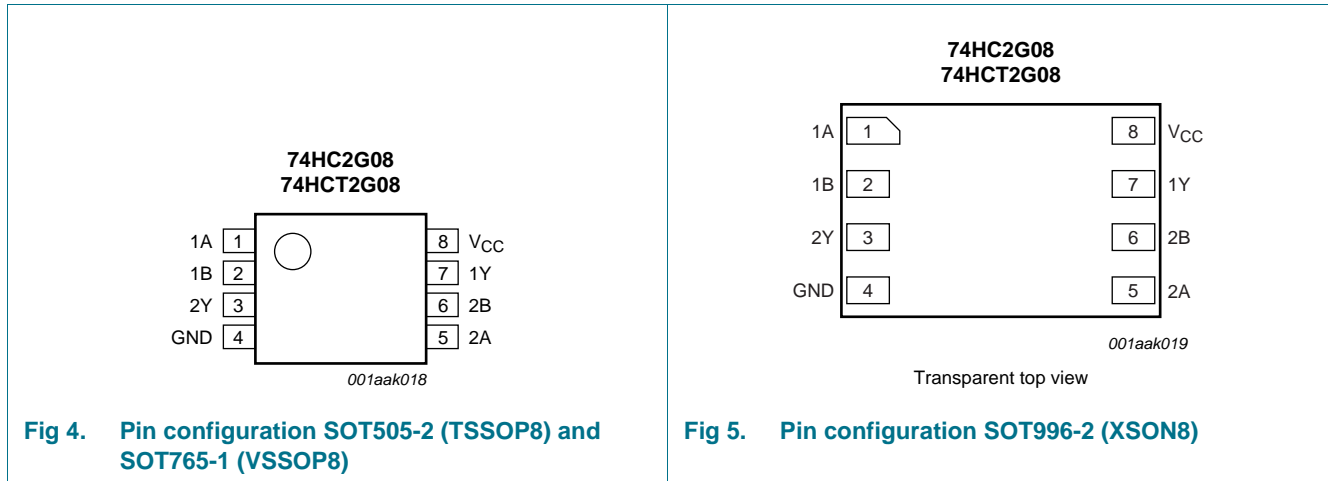 74HC2G08
74HCT2G08
1A 1 8 VCC
1B 2 7 1Y
2Y 3 6 2B
GND 4 5 2A
001aak018
Fig 4. Pin configuration SOT505-2 (TSSOP8) and
SOT765-1 (VSSOP8)
74HC2G08
74HCT2G08
1A 1 8 VCC
1B 2 7 1Y
2Y 3 6 2B
GND 4 5 2A
001aak019
Transparent top view
Fig 5. Pin configuration SOT996-2 (XSON8)